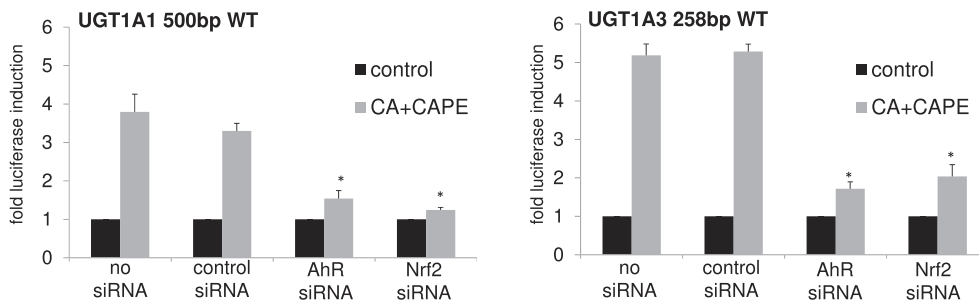 UGT1A1 500bp WT
fold luciferase induction
6
5
4
3
2
1
0
control
CA+CAPE
*
*
no
siRNA
control
siRNA
AhR
siRNA
Nrf2
siRNA
UGT1A3 258bp WT
fold luciferase induction
6
5
4
3
2
1
0
control
CA+CAPE
*
*
no
siRNA
control
siRNA
AhR
siRNA
Nrf2
siRNA